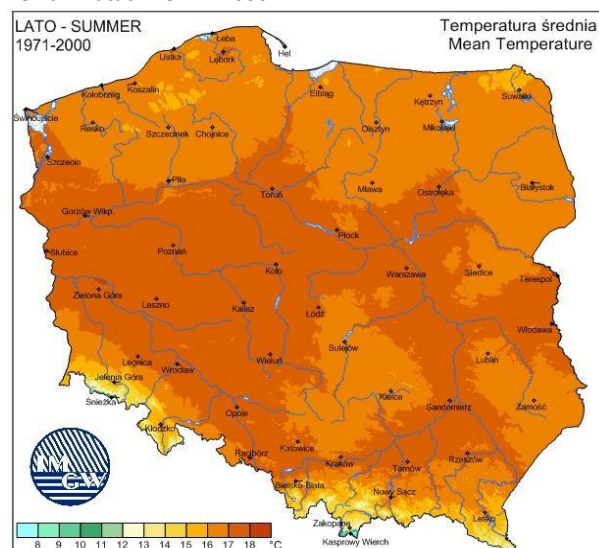 LATO - SUMMER
1971-2000
Temperatura średnia
Mean Temperature
Łeba
Ustka
Lębork
Hel
Kołobrzeg
Koszalin
Elbląg
Kętrzyn
Suwałki
Świnoujście
Resko
Szczecinek
Chojnice
Olsztyn
Mikołajki
Szczecin
Piła
Toruń
Mława
Ostrołęka
Białystok
Gorzów Wlkp.
Płock
Słubice
Poznań
Koło
Warszawa
Siedlce
Terespol
Zielona Góra
Leszno
Kalisz
Łódź
Włodawa
Sulejów
Legnica
Wrocław
Wieluń
Lublin
Jelenia Góra
Śnieżka
Opole
Kielce
Sandomierz
Zamość
Kłodzko
Racibórz
Katowice
Kraków
Tarnów
Rzeszów
Bielsko-Biała
Nowy Sącz
Lesko
Zakopane
Kasprowy Wierch
IM
GW
8 9 10 11 12 13 14 15 16 17 18 °C